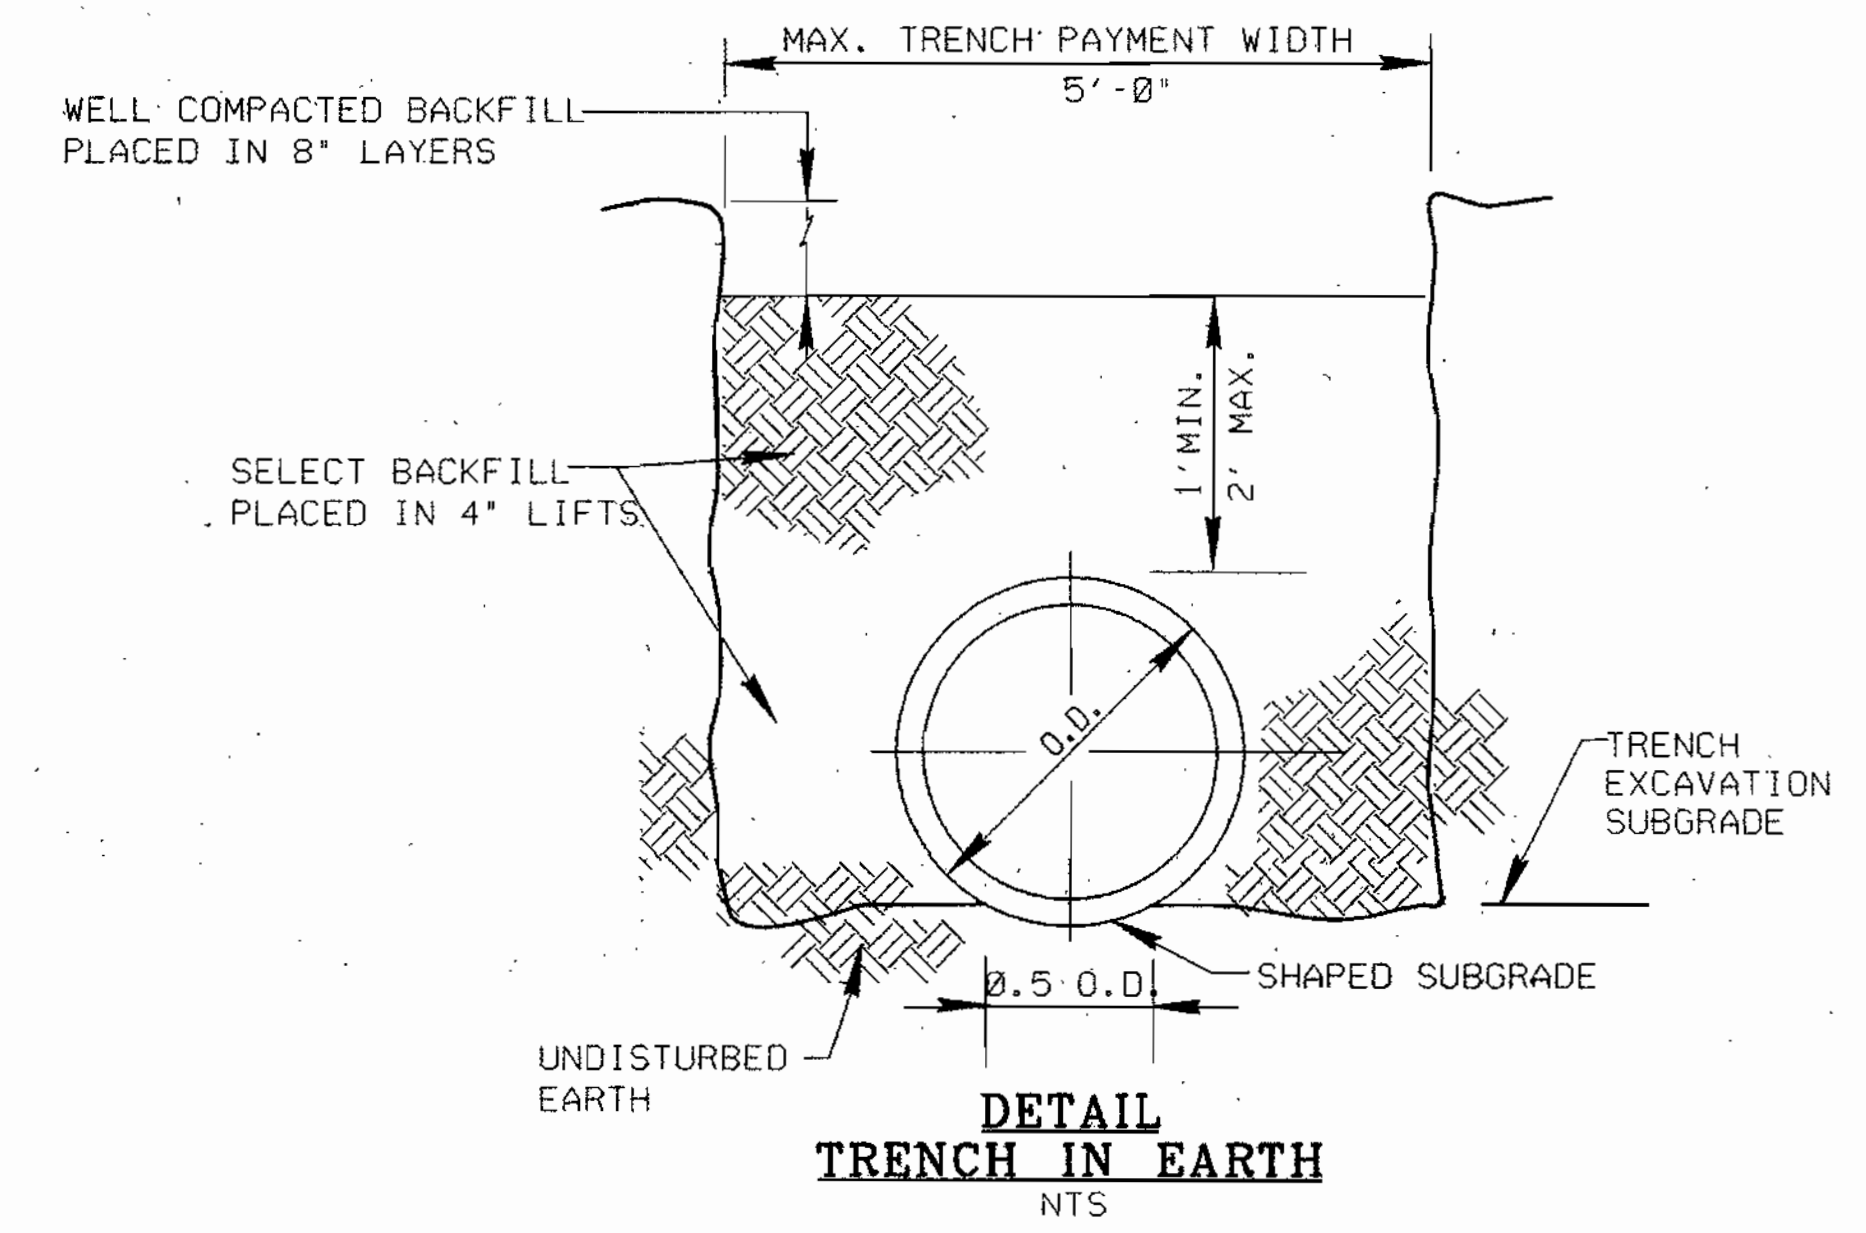 MAX. TRENCH PAYMENT WIDTH
5'-0"
WELL COMPACTED BACKFILL
PLACED IN 8" LAYERS
1' MIN.
2' MAX.
SELECT BACKFILL
PLACED IN 4" LIFTS
O.D.
TRENCH
EXCAVATION
SUBGRADE
0.5 O.D.
SHAPED SUBGRADE
UNDISTURBED
EARTH
DETAIL
TRENCH IN EARTH
NTS